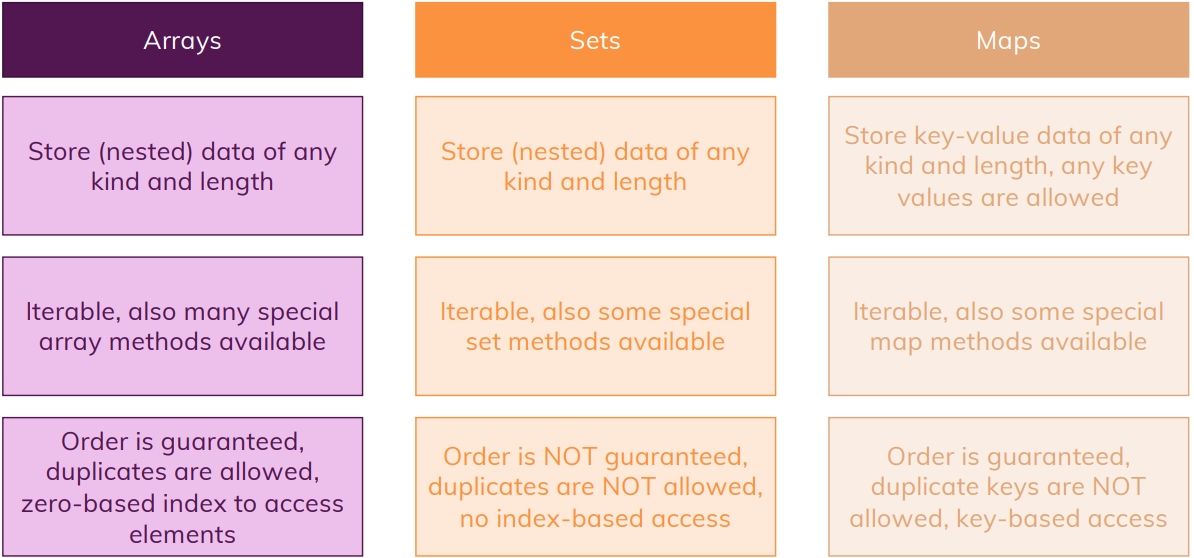 Arrays
Sets
Maps
Store (nested) data of any
kind and length
Store (nested) data of any
kind and length
Store key-value data of any
kind and length, any key
values are allowed
Iterable, also many special
array methods available
Iterable, also some special
set methods available
Iterable, also some special
map methods available
Order is guaranteed,
duplicates are allowed,
zero-based index to access
elements
Order is NOT guaranteed,
duplicates are NOT allowed,
no index-based access
Order is guaranteed,
duplicate keys are NOT
allowed, key-based access